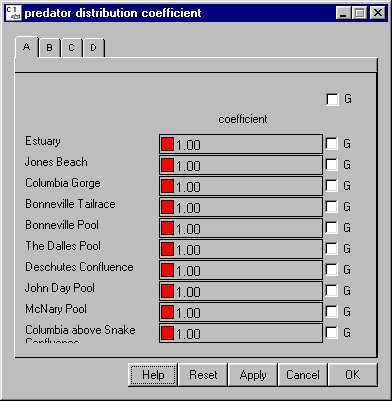 predator distribution coefficient
A B C D
G
coefficient
Estuary 1.00 G
Jones Beach 1.00 G
Columbia Gorge 1.00 G
Bonneville Tailrace 1.00 G
Bonneville Pool 1.00 G
The Dalles Pool 1.00 G
Deschutes Confluence 1.00 G
John Day Pool 1.00 G
McNary Pool 1.00 G
Columbia above Snake 1.00 G
Confluence
Help Reset Apply Cancel OK